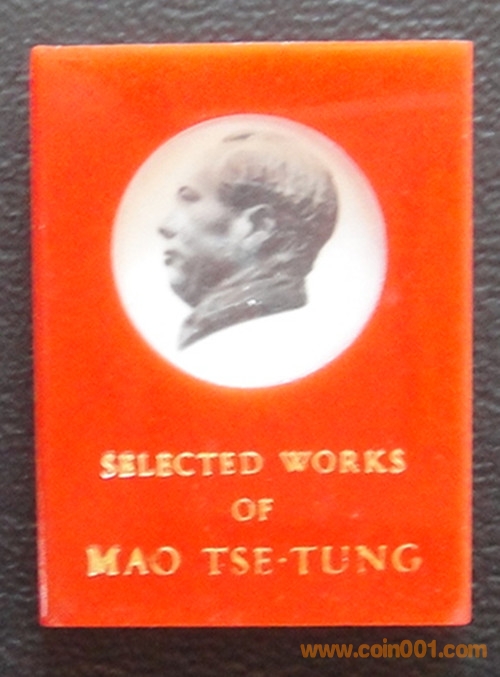 SELECTED WORKS
OF
MAO TSE-TUNG
www.coin001.com